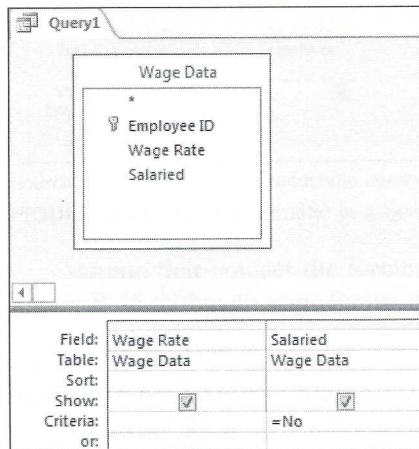 Query1
Wage Data
*
Employee ID
Wage Rate
Salaried
Field: Wage Rate Salaried
Table: Wage Data Wage Data
Sort:
Show:
Criteria: =No
or: